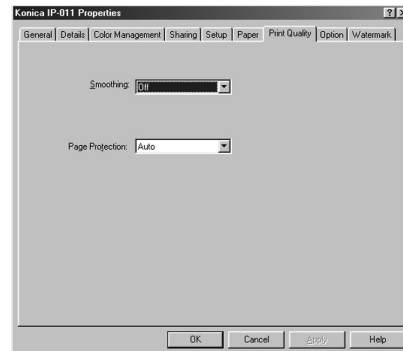 Konica IP-011 Properties
General Details Color Management Sharing Setup Paper Print Quality Option Watermark
Smoothing: Off
Page Protection: Auto
OK Cancel Apply Help